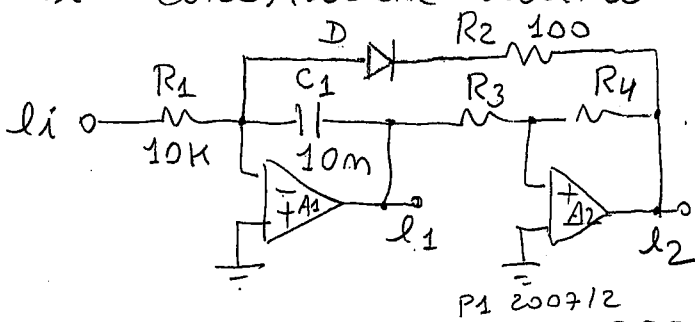 D R2 100
R1 C1 R3 R4
ei 10K 10n
- + A1 + A2
e1 e2
P1 2007/2